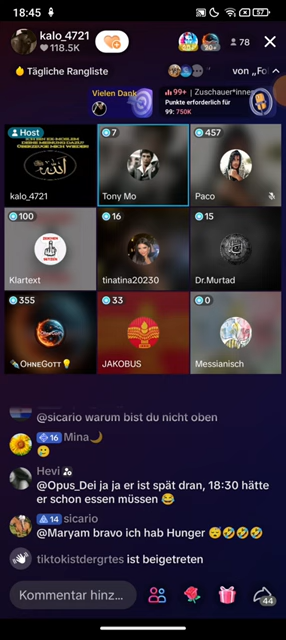 18:45
57
kalo_4721
118.5K
78
Tägliche Rangliste
von „Fo
Vielen Dank
99+ | Zuschauer*innen
Punkte erforderlich für
99: 750K
Host
kalo_4721
7
Tony Mo
457
Paco
100
Klartext
16
tinatina20230
15
Dr.Murtad
355
OHNEGOTT
33
JAKOBUS
0
Messianisch
@sicario warum bist du nicht oben
16 Mina🌙
🥲
Hevi
@Opus_Dei ja ja er ist spät dran, 18:30 hätte
er schon essen müssen 😂
14 sicario
@Maryam bravo ich hab Hunger 😴🤣🤣🤣
tiktokistdergrtes ist beigetreten
Kommentar hinz...
44